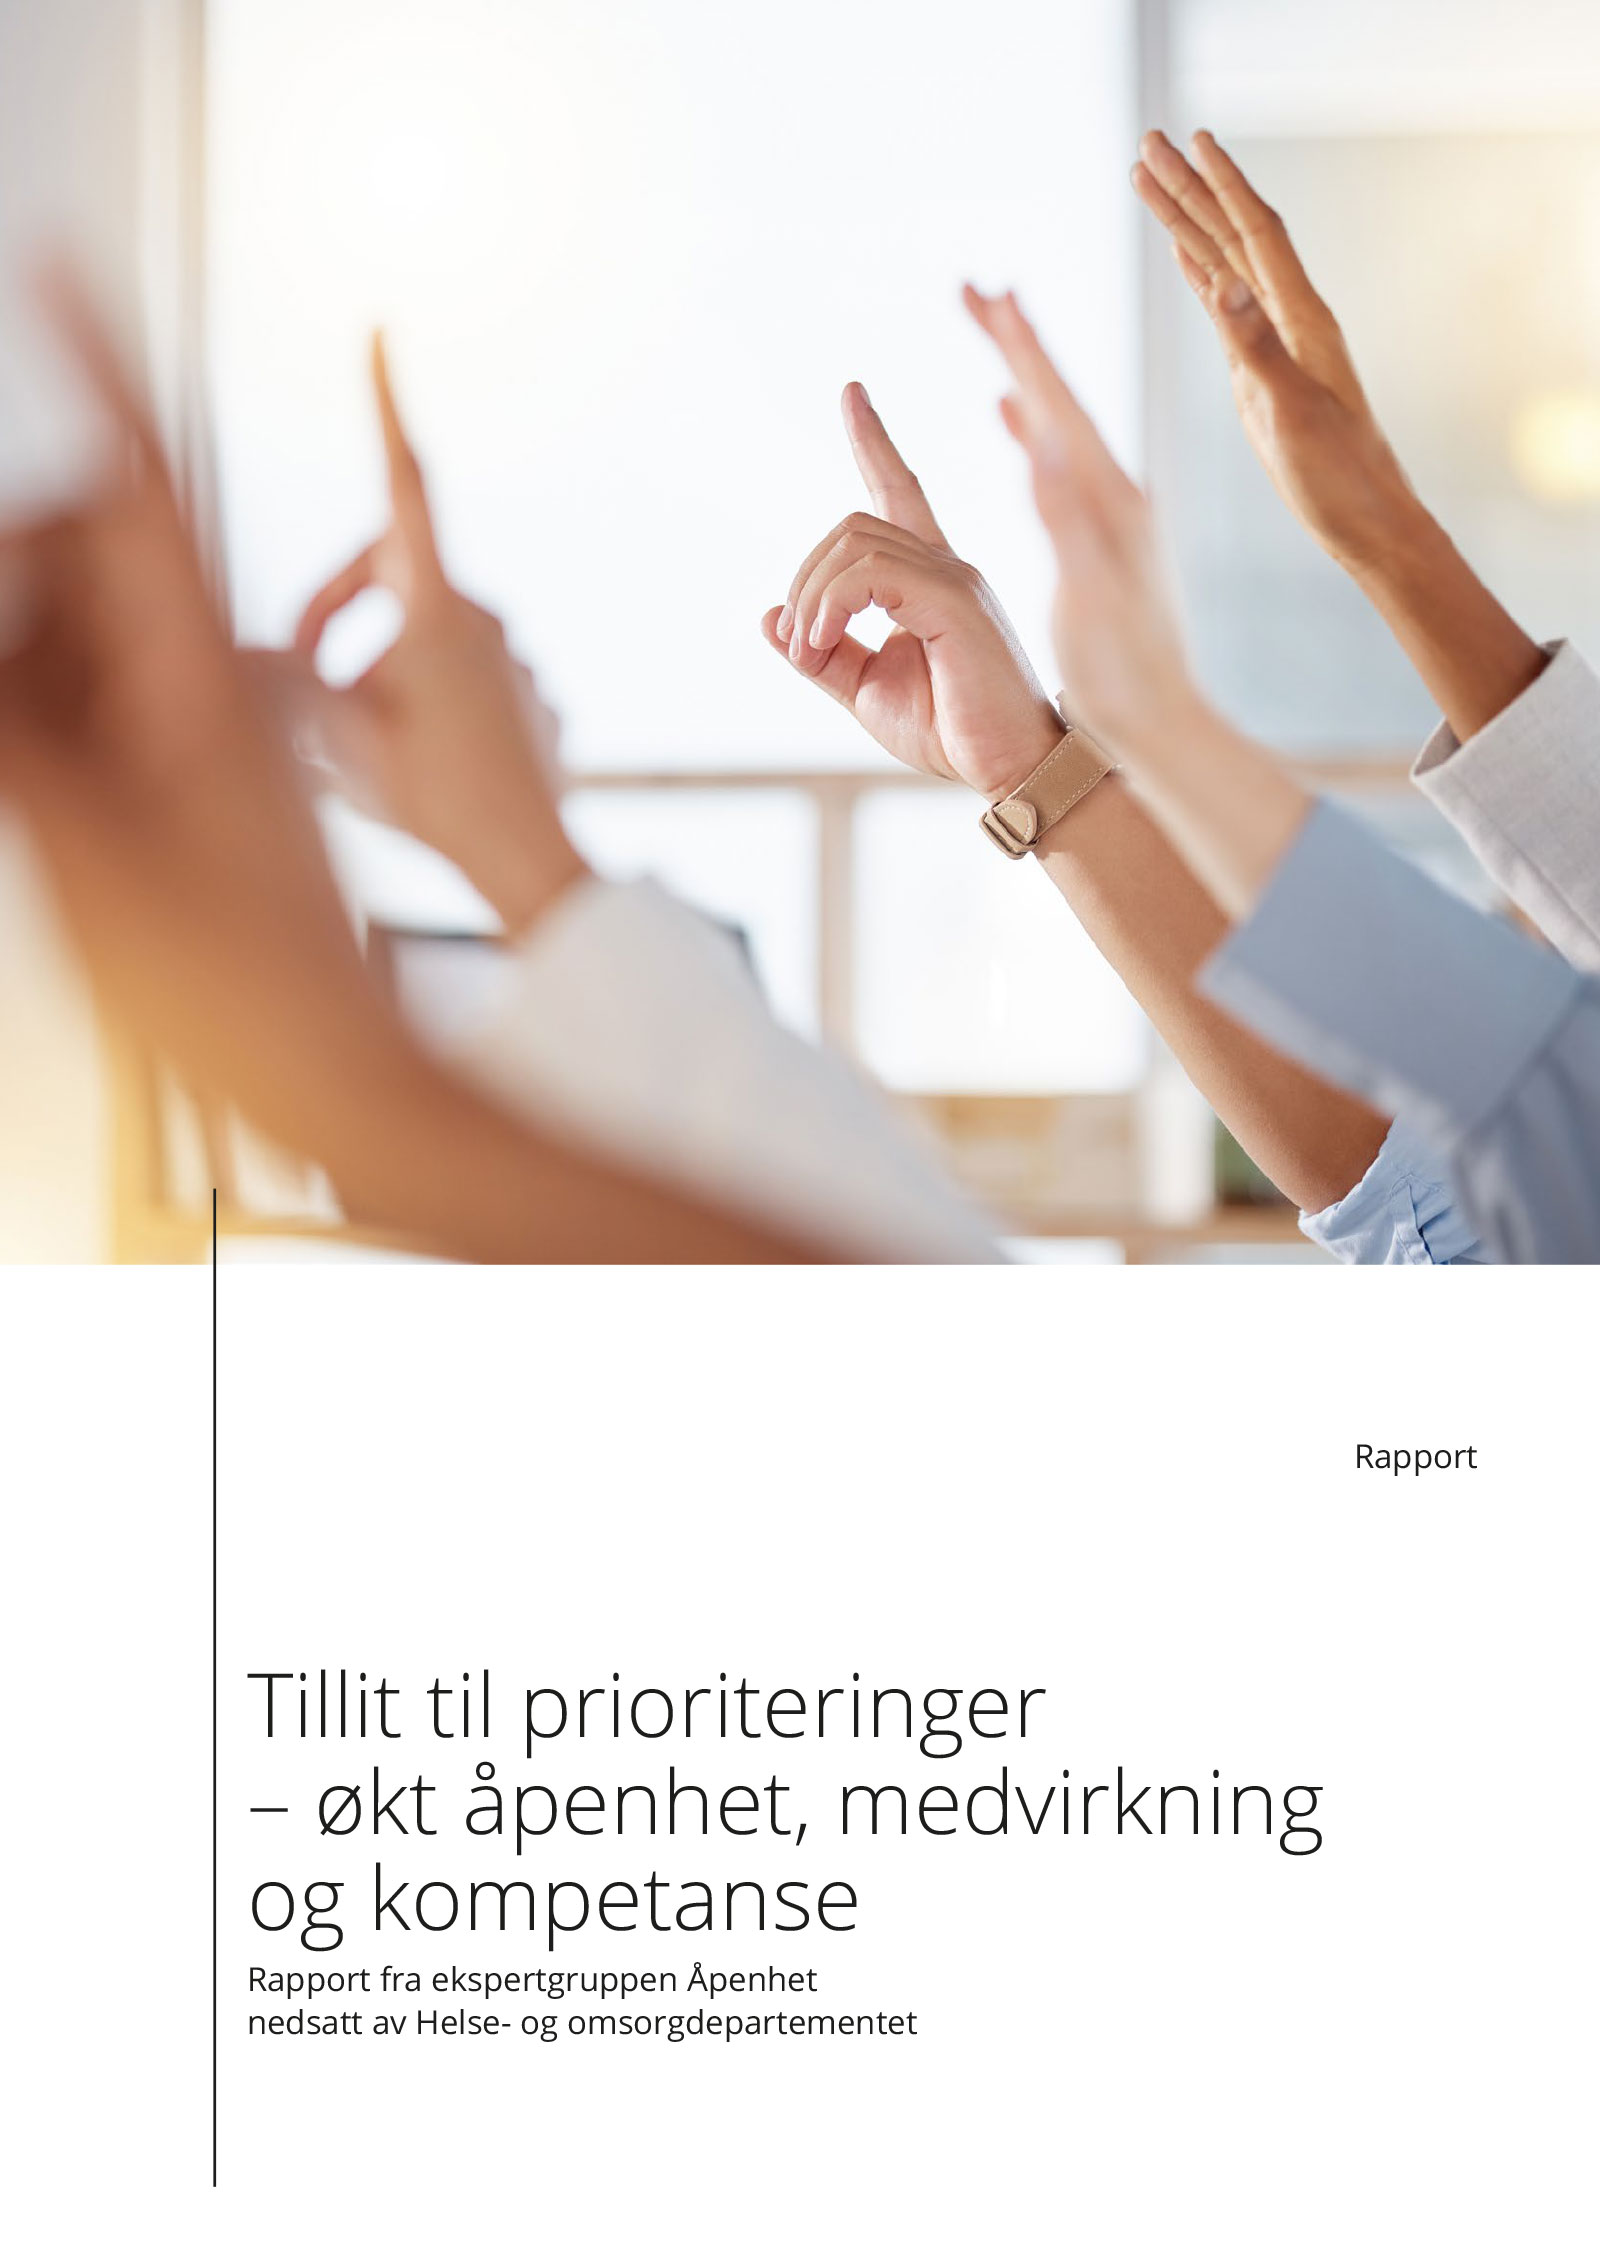 Rapport
Tillit til prioriteringer
– økt åpenhet, medvirkning
og kompetanse
Rapport fra ekspertgruppen Åpenhet
nedsatt av Helse- og omsorgdepartementet